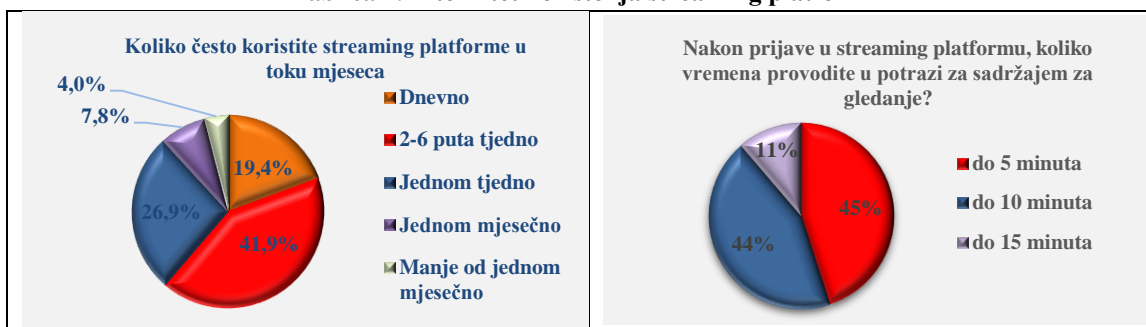 Koliko često koristite streaming platforme u
toku mjeseca
4,0%
7,8%
19,4%
26,9%
41,9%
Dnevno
2-6 puta tjedno
Jednom tjedno
Jednom mjesečno
Manje od jednom
mjesečno
Nakon prijave u streaming platformu, koliko
vremena provodite u potrazi za sadržajem za
gledanje?
11%
45%
44%
do 5 minuta
do 10 minuta
do 15 minuta